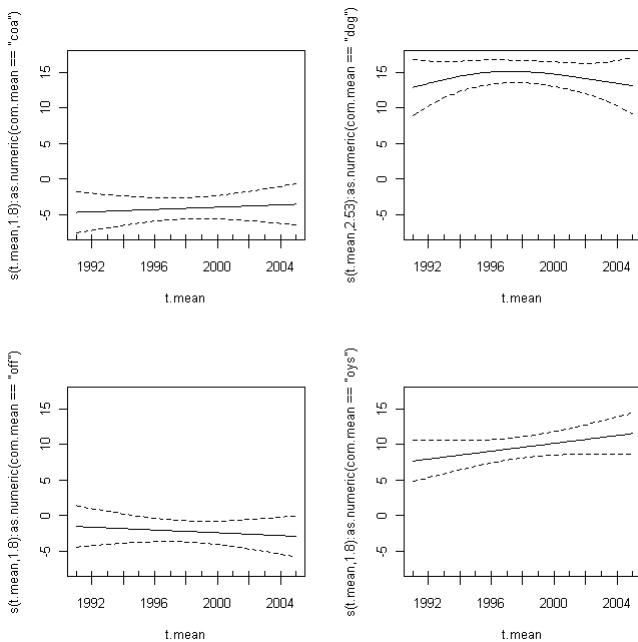 s(t.mean,1.8):as.numeric(com.mean == "coa")
15
10
5
0
-5
1992 1996 2000 2004
t.mean
s(t.mean,2.53):as.numeric(com.mean == "dog")
15
10
5
0
-5
1992 1996 2000 2004
t.mean
s(t.mean,1.8):as.numeric(com.mean == "off")
15
10
5
0
-5
1992 1996 2000 2004
t.mean
s(t.mean,1.8):as.numeric(com.mean == "oys")
15
10
5
0
-5
1992 1996 2000 2004
t.mean